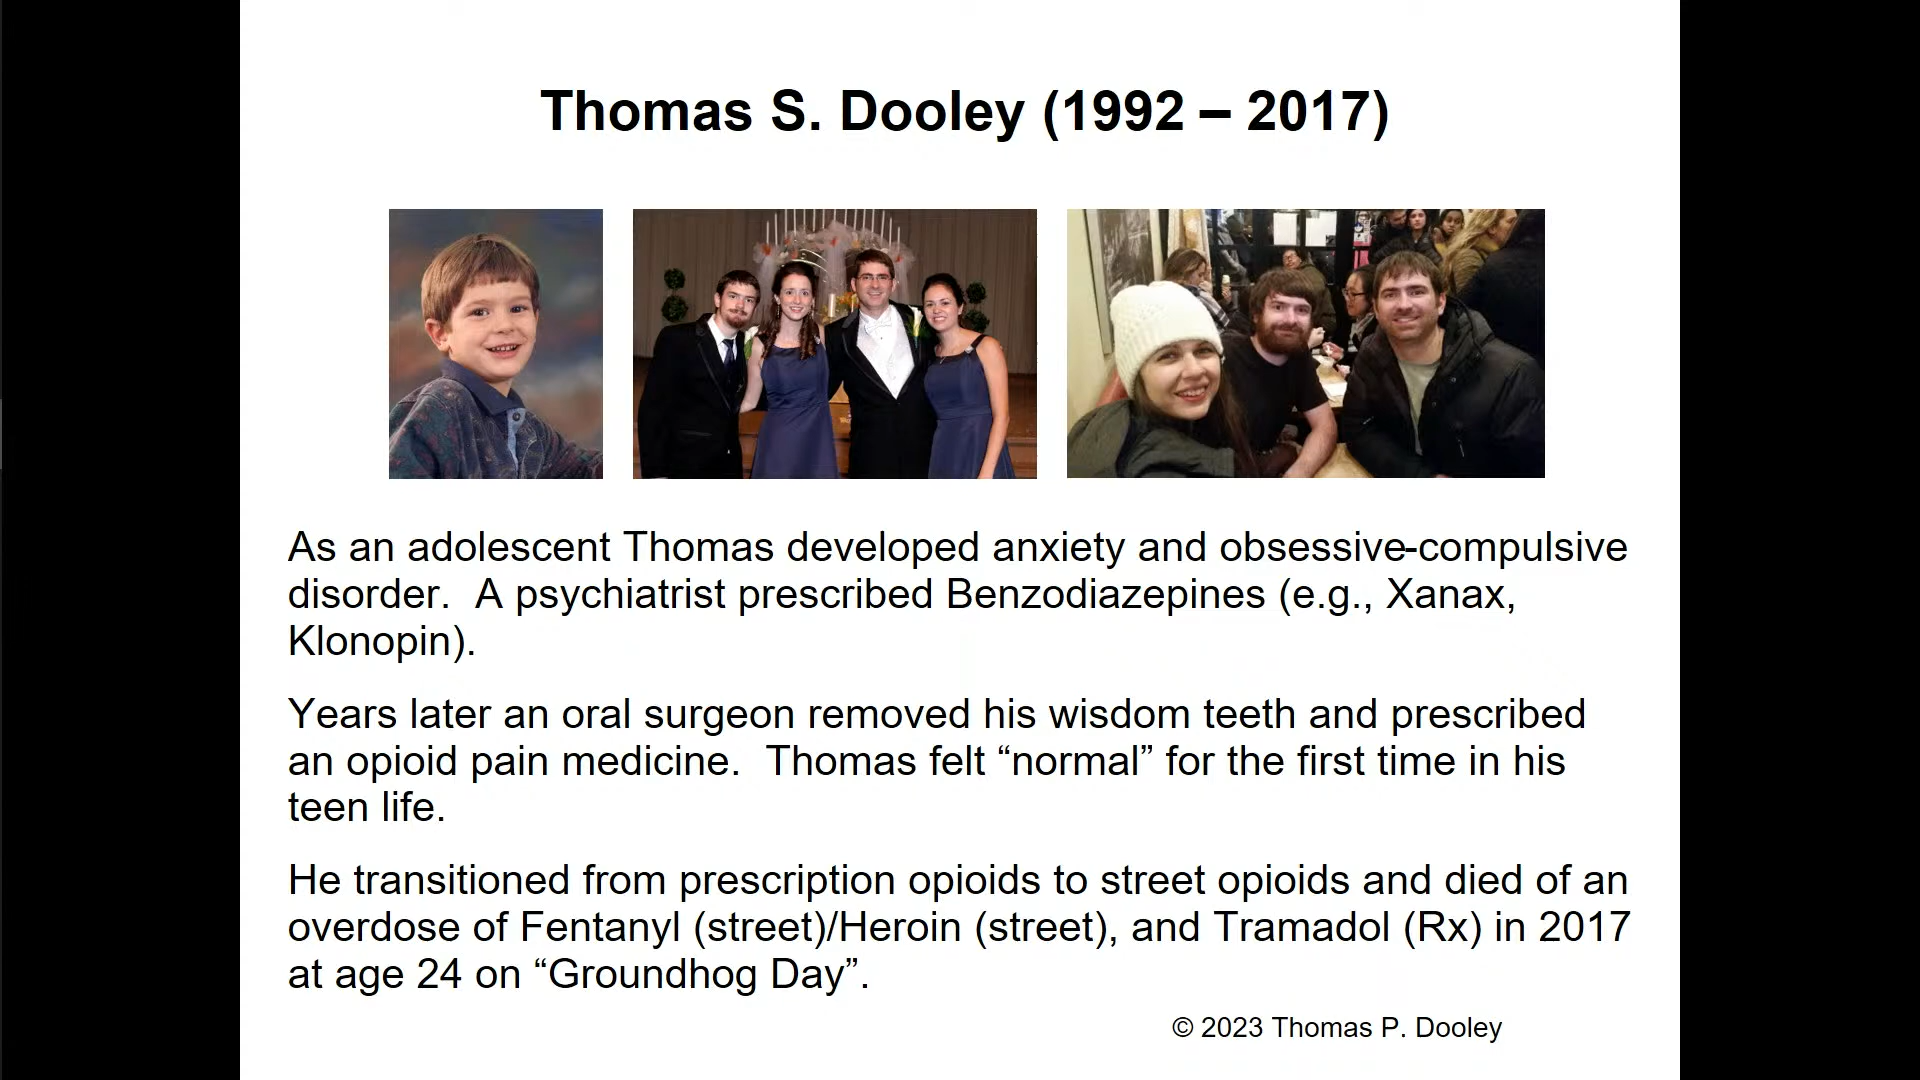 Thomas S. Dooley (1992 – 2017)
As an adolescent Thomas developed anxiety and obsessive-compulsive
disorder.  A psychiatrist prescribed Benzodiazepines (e.g., Xanax,
Klonopin).
Years later an oral surgeon removed his wisdom teeth and prescribed
an opioid pain medicine.  Thomas felt “normal” for the first time in his
teen life.
He transitioned from prescription opioids to street opioids and died of an
overdose of Fentanyl (street)/Heroin (street), and Tramadol (Rx) in 2017
at age 24 on “Groundhog Day”.
© 2023 Thomas P. Dooley